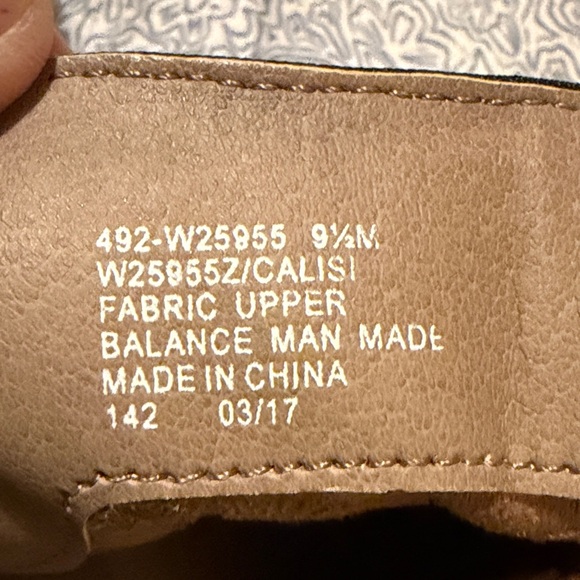 492-W25955 9½M
W25955Z/CALISI
FABRIC UPPER
BALANCE MAN MADE
MADE IN CHINA
142 03/17